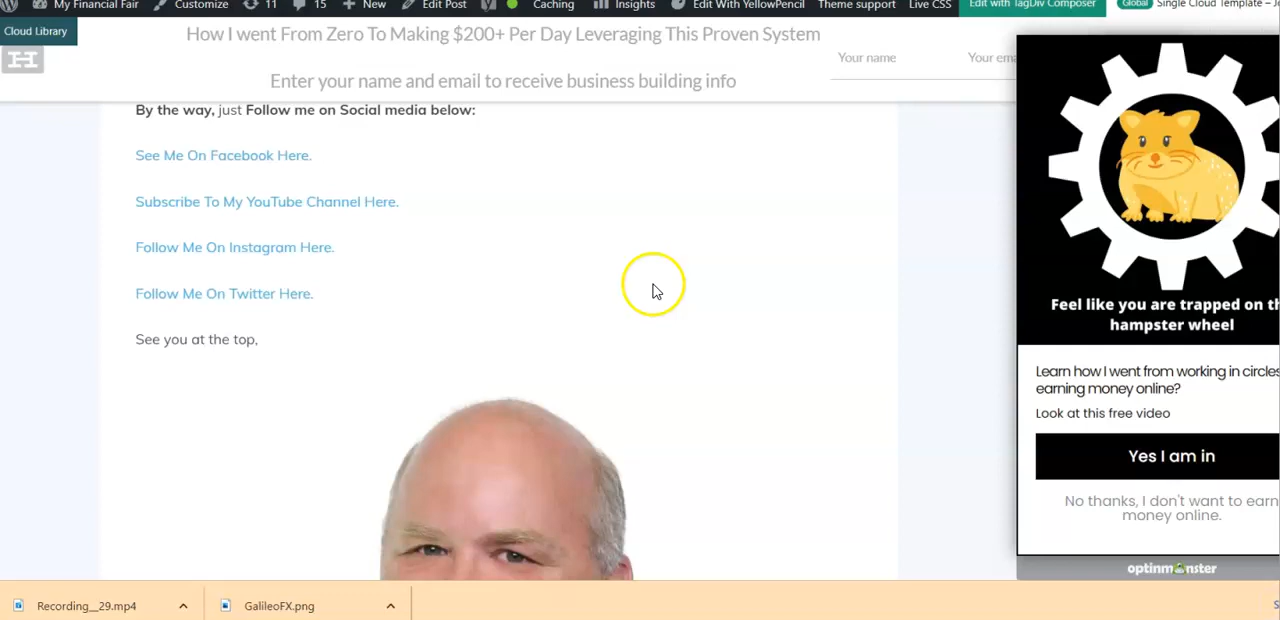 My Financial Fair Customize 11 15 New Edit Post Caching Insights Edit With YellowPencil Theme support Live CSS Edit with TagDiv Composer Global Single Cloud Template –
Cloud Library
How I went From Zero To Making $200+ Per Day Leveraging This Proven System
Your name
Enter your name and email to receive business building info
By the way, just Follow me on Social media below:
See Me On Facebook Here.
Subscribe To My YouTube Channel Here.
Follow Me On Instagram Here.
Follow Me On Twitter Here.
See you at the top,
Feel like you are trapped on
hampster wheel
Learn how I went from working in circles
earning money online?
Look at this free video
Yes I am in
No thanks, I don't want to earn
money online.
optinmonster
Recording__29.mp4
GalileoFX.png